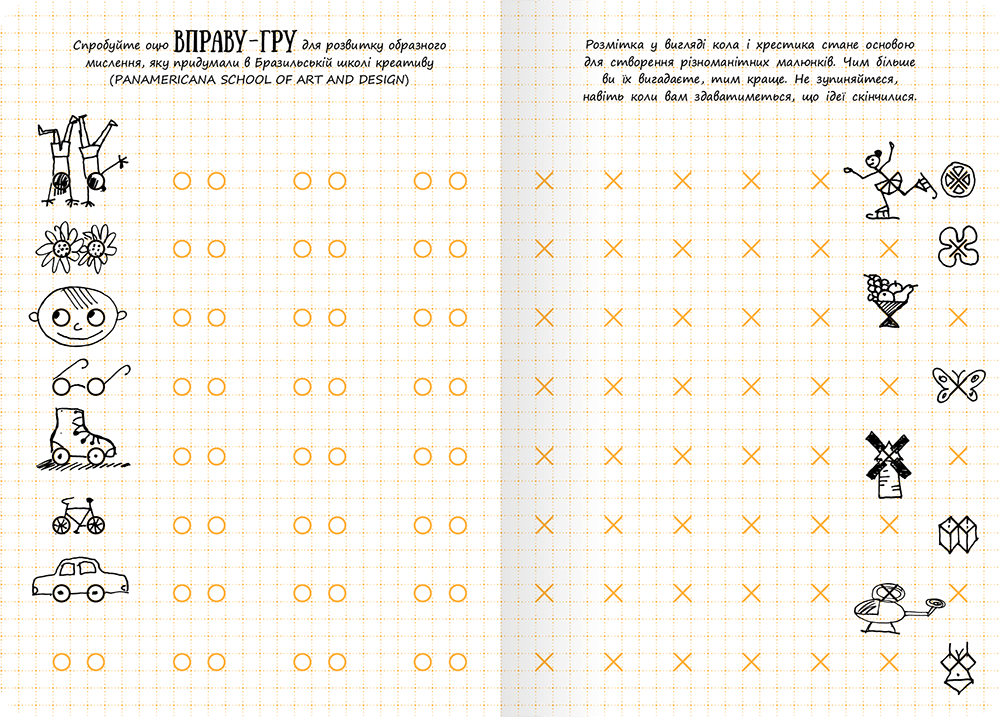 Спробуйте оцю ВПРАВУ-ГРУ для розвитку образного
мислення, яку придумали в Бразильській школі креативу
(PANAMERICANA SCHOOL OF ART AND DESIGN)
Розмітка у вигляді кола і хрестика стане основою
для створення різноманітних малюнків. Чим більше
ви їх вигадаєте, тим краще. Не зупиняйтеся,
навіть коли вам здаватиметься, що ідеї скінчилися.